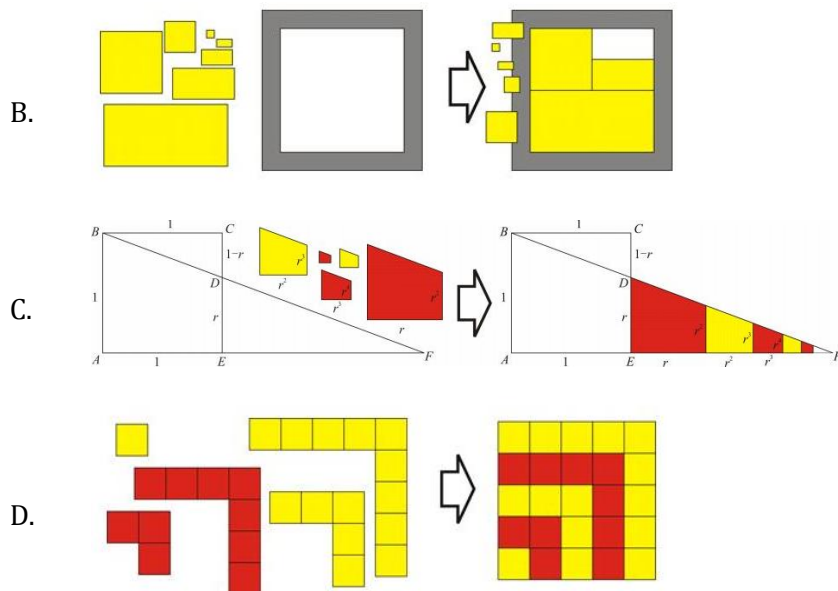 B.
1
B C
1−r
D
1
r
A 1 E F
r³
r²
r⁴
r³
r²
r
1
B C
1−r
D
1
r r² r³ r⁴
A 1 E r r² r³
C.
D.